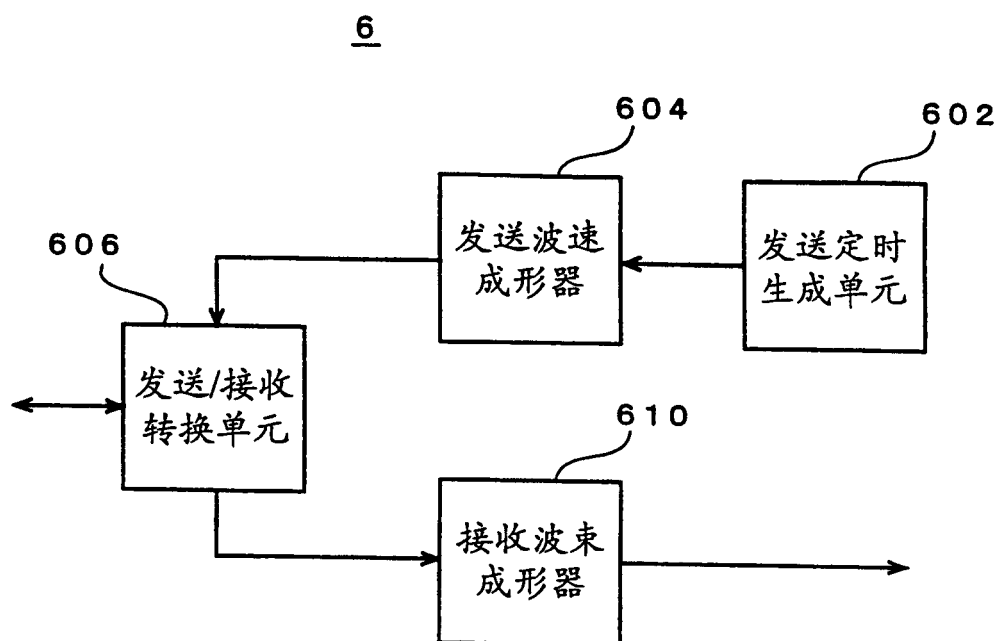 6
604
602
发送波速
成形器
发送定时
生成单元
606
发送/接收
转换单元
610
接收波束
成形器